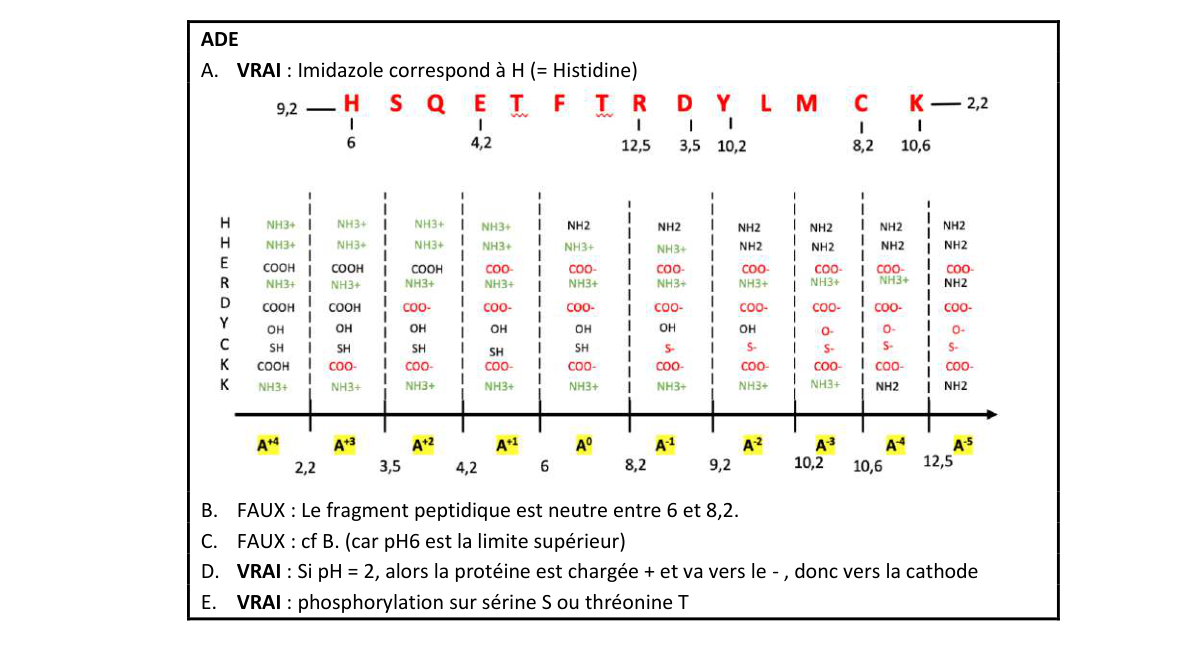 ADE
A. VRAI : Imidazole correspond à H (= Histidine)
9,2 H S Q E T F T R D Y L M C K 2,2
6 4,2 12,5 3,5 10,2 8,2 10,6
H NH3+ NH3+ NH3+ NH3+ NH2 NH2 NH2 NH2 NH2 NH2
H NH3+ NH3+ NH3+ NH3+ NH3+ NH3+ NH2 NH2 NH2 NH2
E COOH COOH COOH COO- COO- COO- COO- COO- COO- COO-
R NH3+ NH3+ NH3+ NH3+ NH3+ NH3+ NH3+ NH3+ NH3+ NH2
D COOH COOH COO- COO- COO- COO- COO- COO- COO- COO-
Y OH OH OH OH OH OH OH O- O- O-
C SH SH SH SH SH S- S- S- S- S-
K COOH COO- COO- COO- COO- COO- COO- COO- COO- COO-
K NH3+ NH3+ NH3+ NH3+ NH3+ NH3+ NH3+ NH3+ NH2 NH2
A+4 A+3 A+2 A+1 A0 A-1 A-2 A-3 A-4 A-5
2,2 3,5 4,2 6 8,2 9,2 10,2 10,6 12,5
B. FAUX : Le fragment peptidique est neutre entre 6 et 8,2.
C. FAUX : cf B. (car pH6 est la limite supérieur)
D. VRAI : Si pH = 2, alors la protéine est chargée + et va vers le - , donc vers la cathode
E. VRAI : phosphorylation sur sérine S ou thréonine T